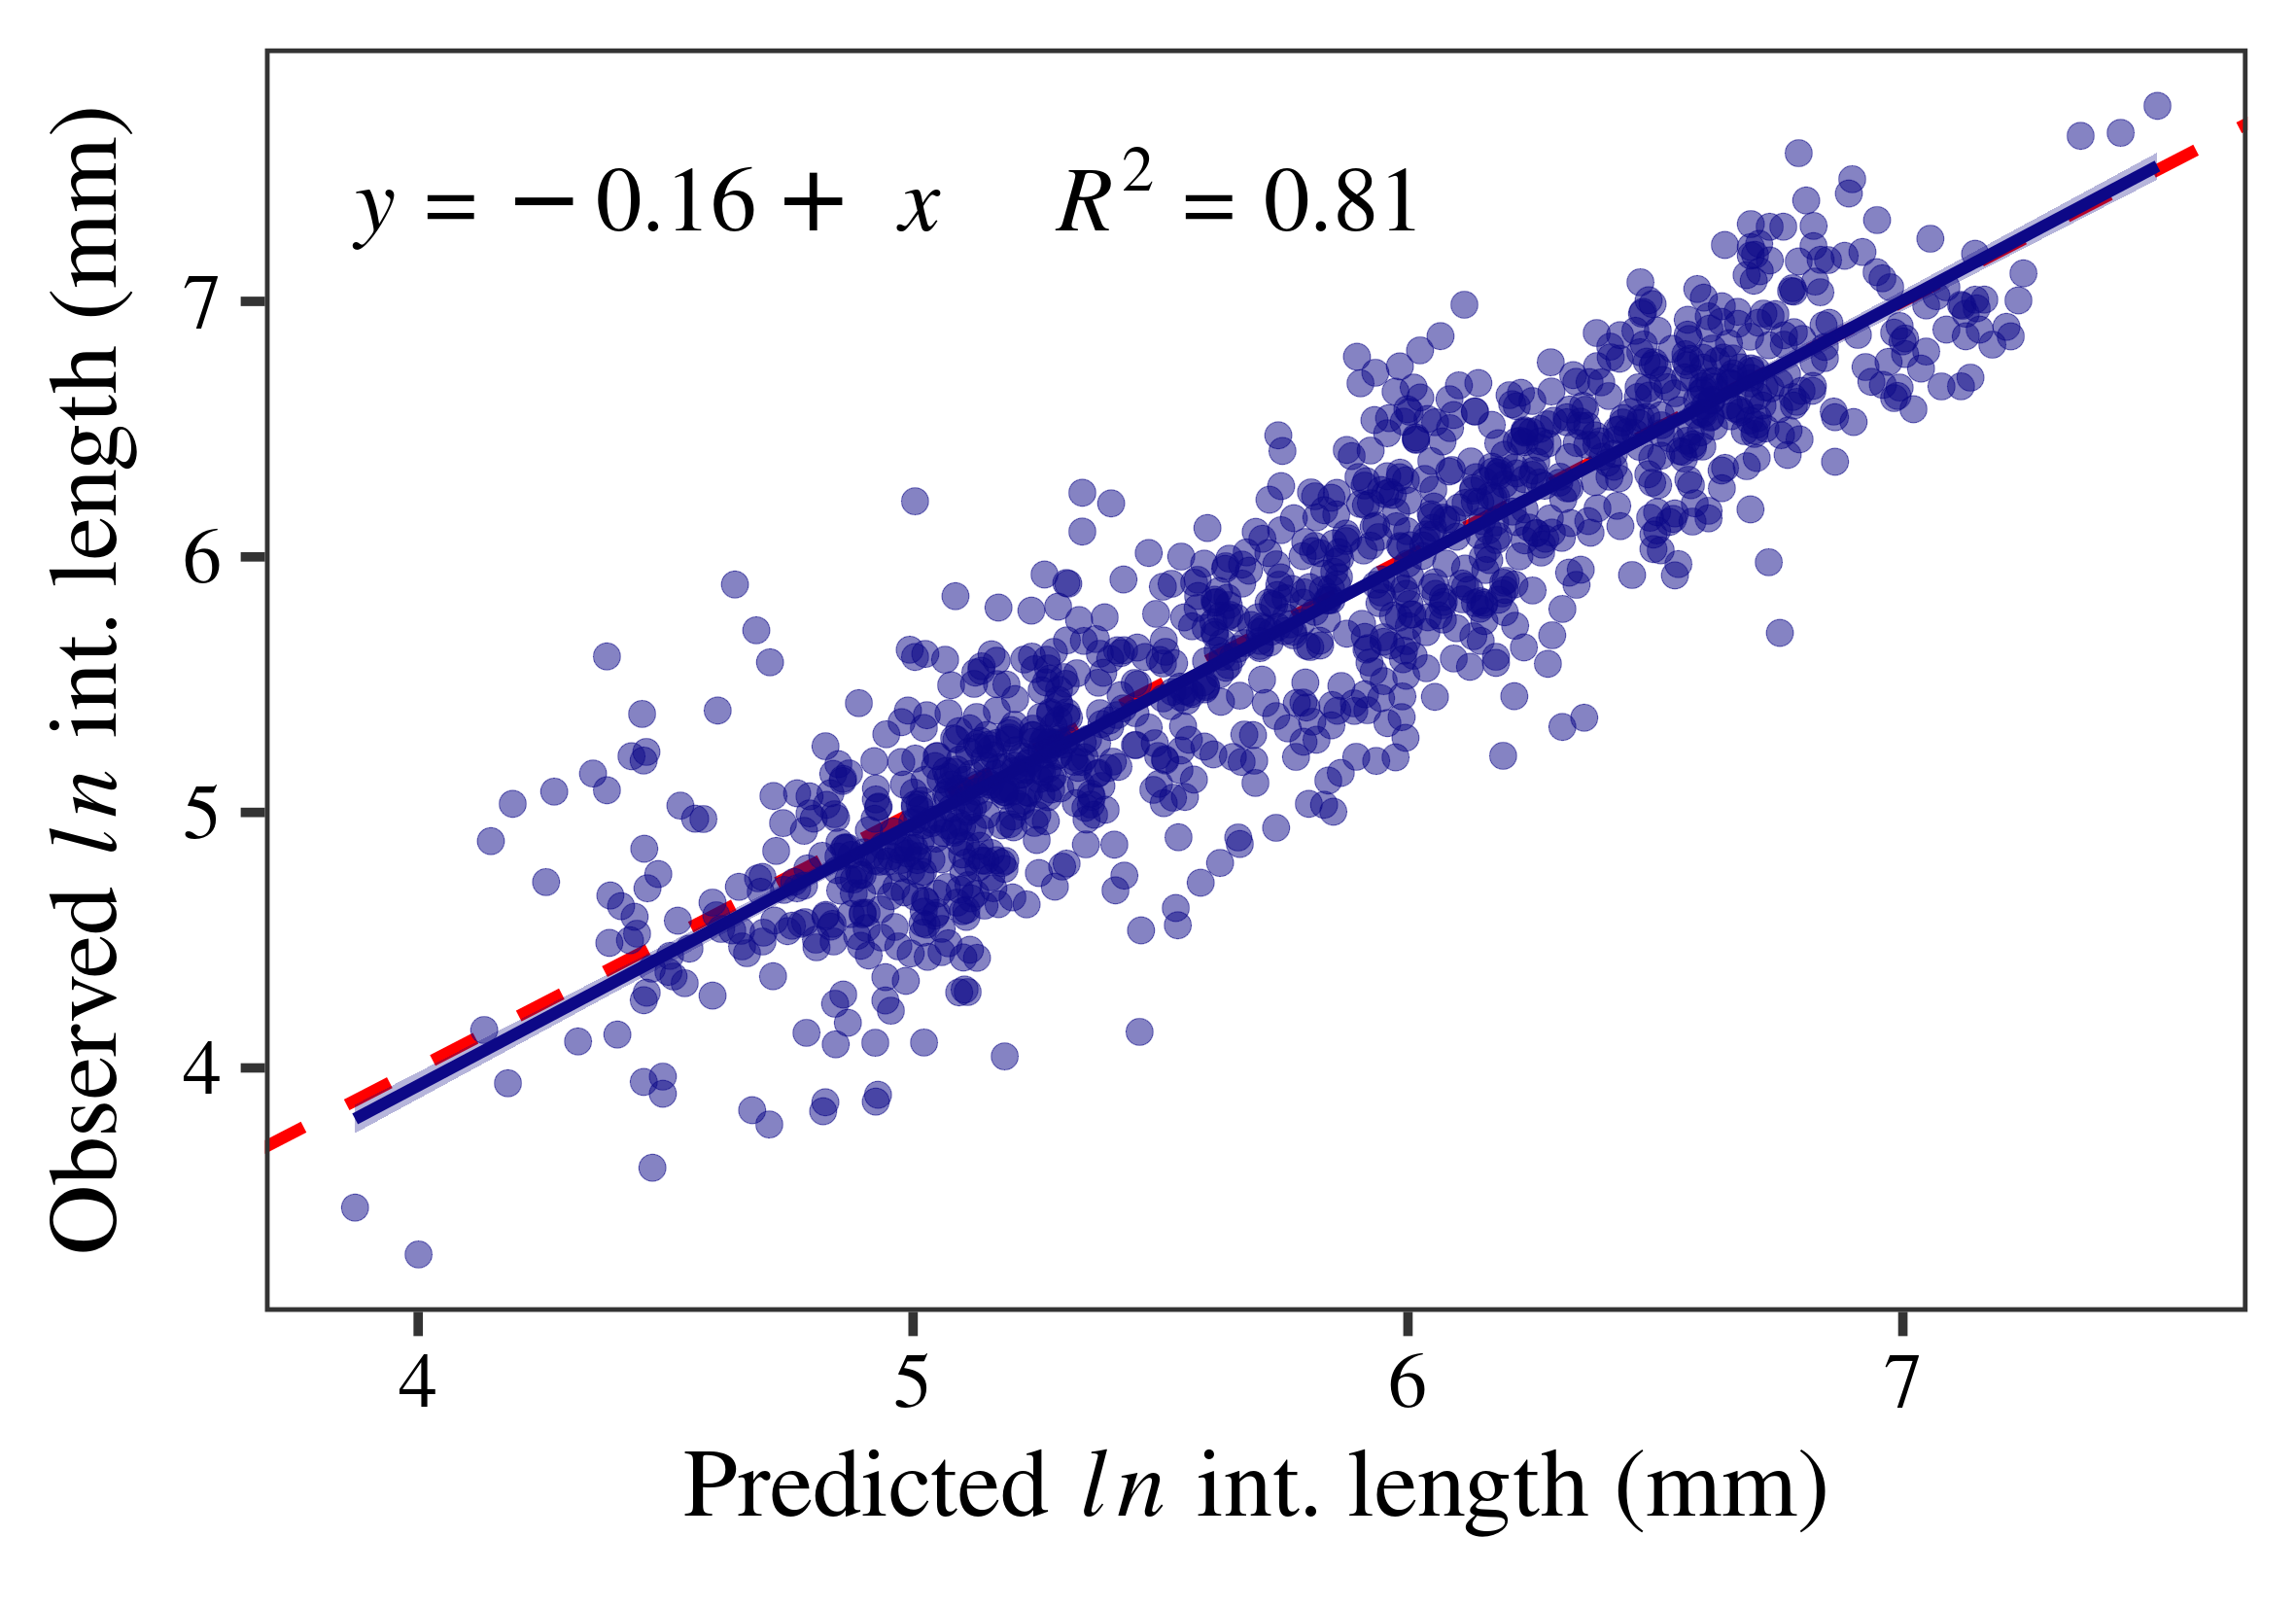 y = − 0.16 + x R² = 0.81
Observed ln int. length (mm)
7
6
5
4
4 5 6 7
Predicted ln int. length (mm)